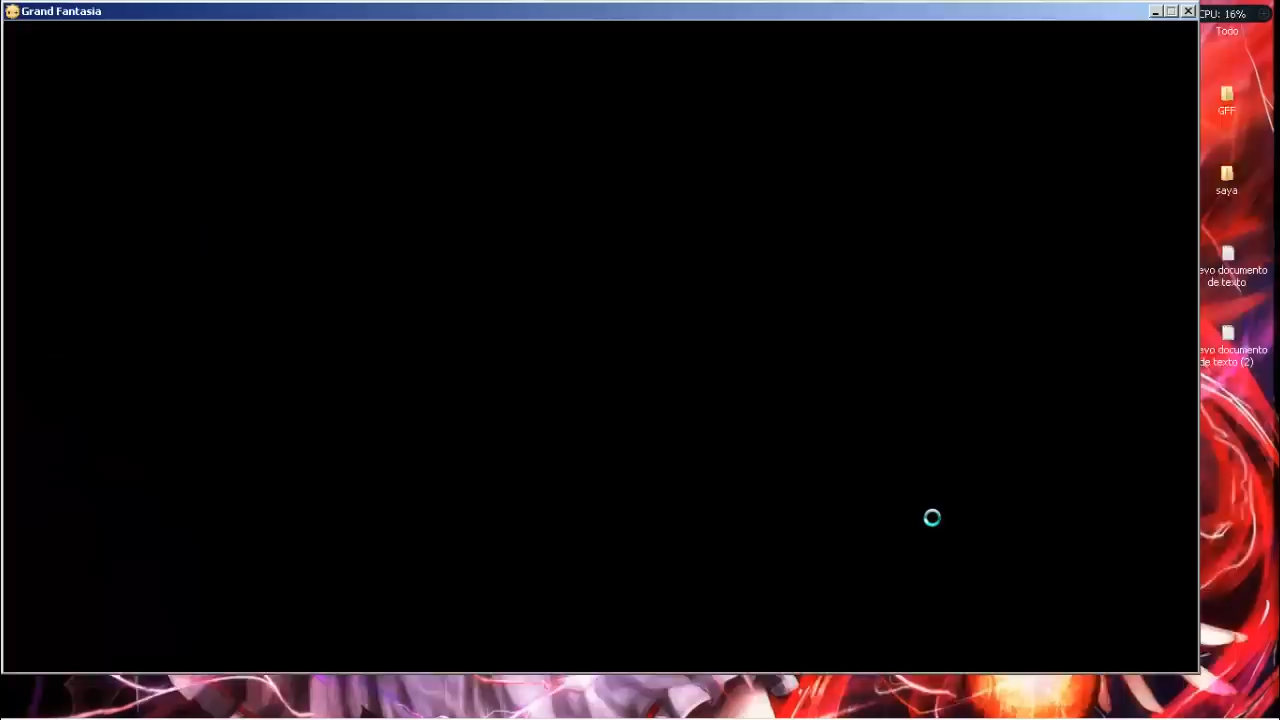 Grand Fantasia
CPU: 16%
Todo
GFF
saya
evo documento
de texto
evo documento
de texto (2)